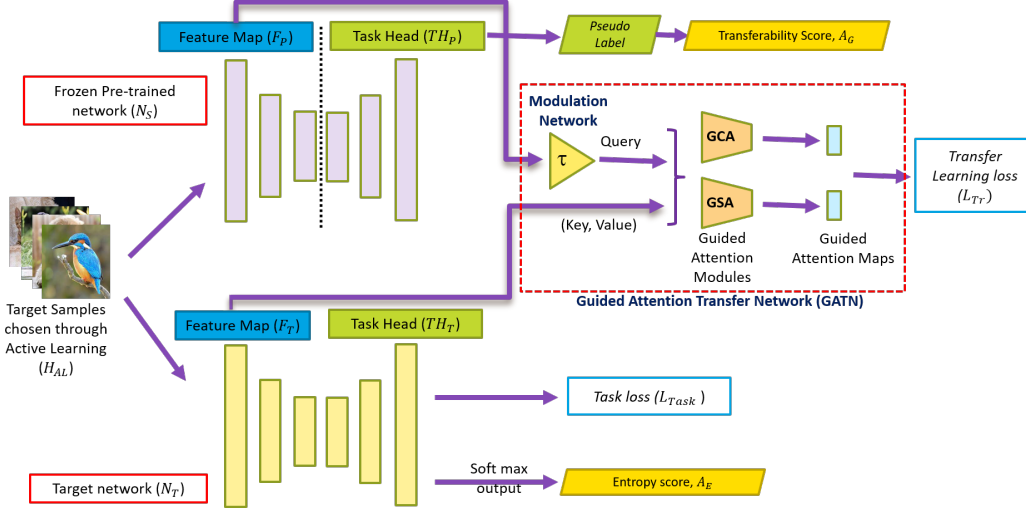 Feature Map (F_P)
Task Head (TH_P)
Pseudo
Label
Transferability Score, A_G
Frozen Pre-trained
network (N_S)
Modulation
Network
τ
Query
(Key, Value)
GCA
GSA
Guided
Attention
Modules
Guided
Attention Maps
Transfer
Learning loss
(L_Tr)
Guided Attention Transfer Network (GATN)
Target Samples
chosen through
Active Learning
(H_AL)
Feature Map (F_T)
Task Head (TH_T)
Task loss (L_Task )
Target network (N_T)
Soft max
output
Entropy score, A_E